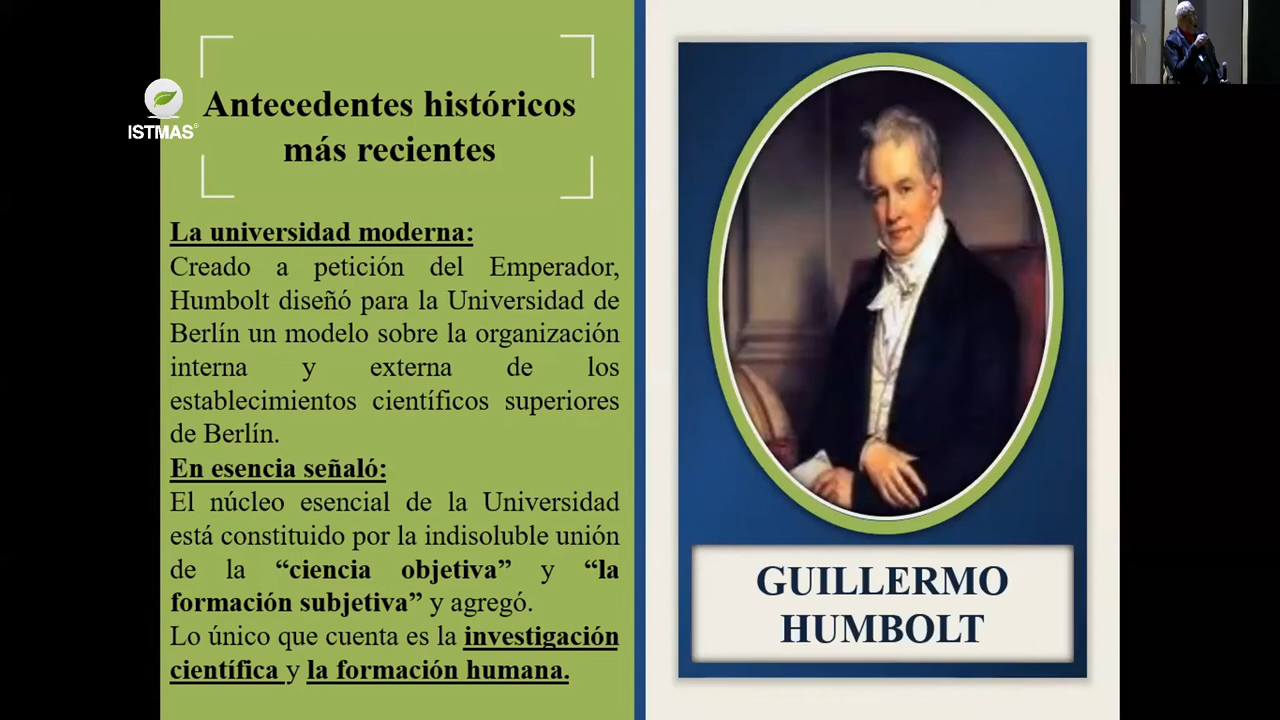 Antecedentes históricos
más recientes
ISTMAS®
La universidad moderna:
Creado a petición del Emperador,
Humbolt diseñó para la Universidad de
Berlín un modelo sobre la organización
interna y externa de los
establecimientos científicos superiores
de Berlín.
En esencia señaló:
El núcleo esencial de la Universidad
está constituido por la indisoluble unión
de la “ciencia objetiva” y “la
formación subjetiva” y agregó.
Lo único que cuenta es la investigación
científica y la formación humana.
GUILLERMO
HUMBOLT